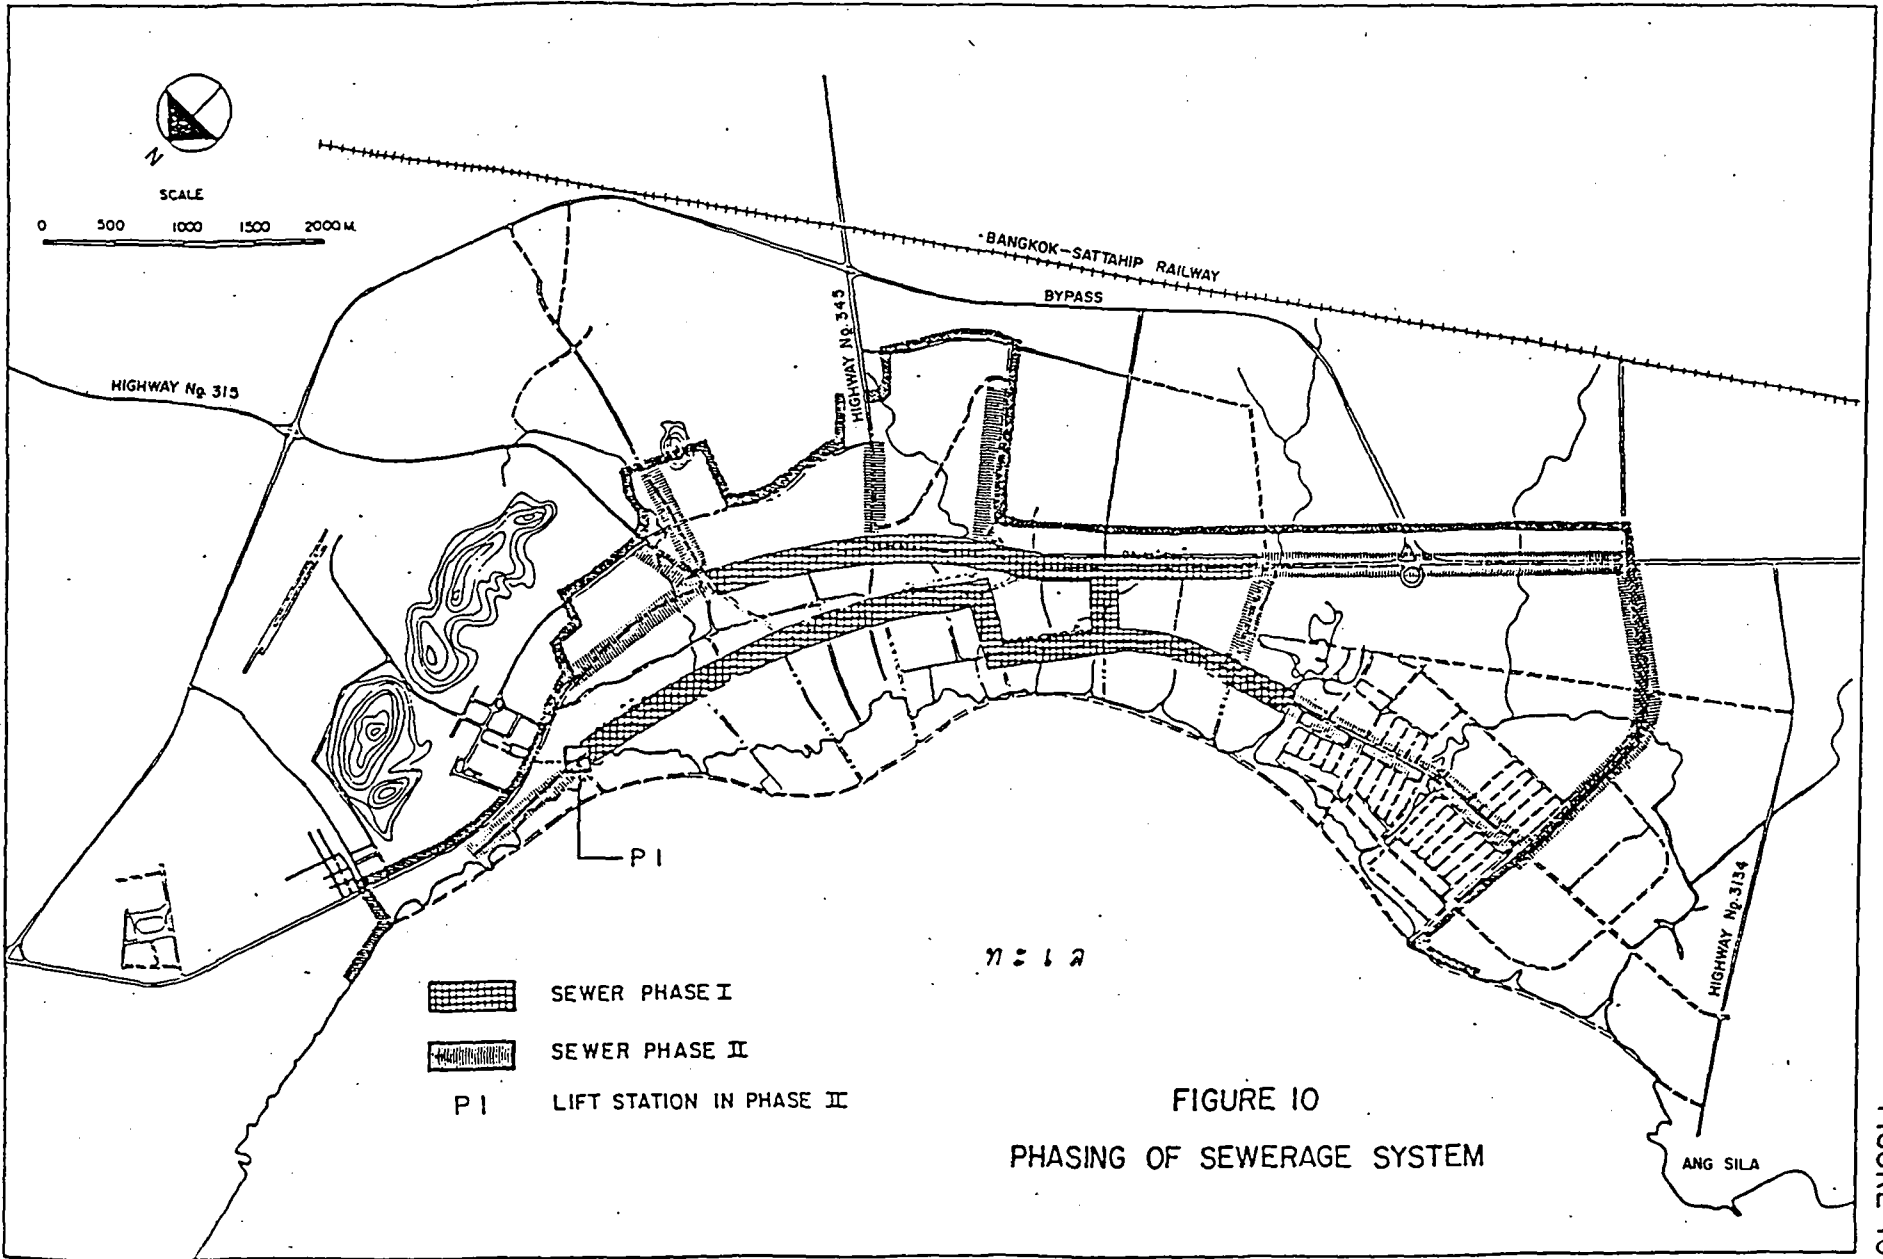 N
SCALE
0 500 1000 1500 2000 M.
BANGKOK-SATTAHIP RAILWAY
BYPASS
HIGHWAY No. 345
HIGHWAY No. 315
P I
ทะเล
SEWER PHASE I
SEWER PHASE II
P I LIFT STATION IN PHASE II
HIGHWAY No. 3134
ANG SILA
FIGURE 10
PHASING OF SEWERAGE SYSTEM
FIGURE 10